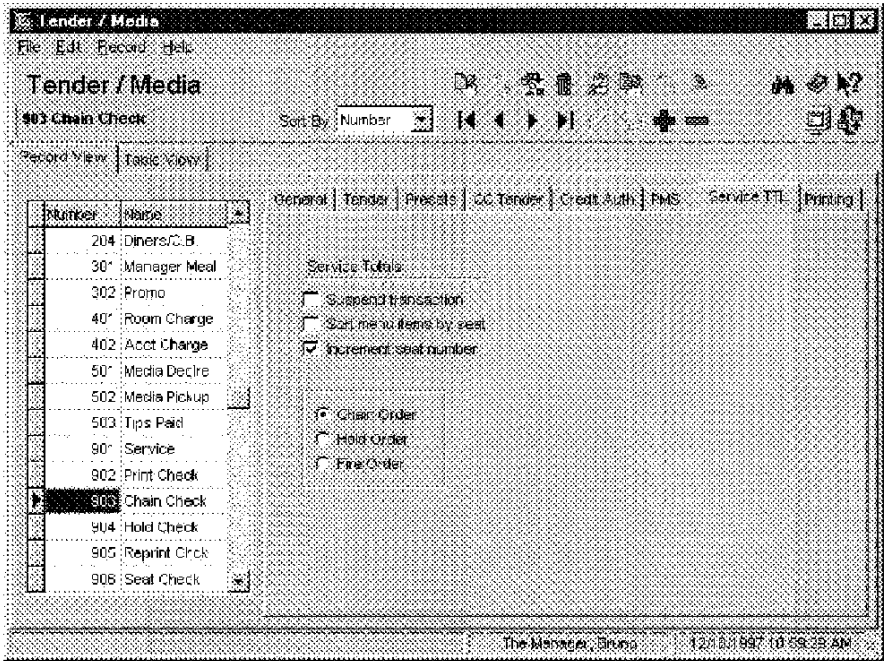 Tender / Media
File Edit Record Help
Tender / Media
903 Chain Check
Sort By Number
Record View Table View
General Tender Presets CC Tender Credit Auth PMS Service TTL Printing
Number Name
204 Diners/C.B.
301 Manager Meal
302 Promo
401 Room Charge
402 Acct Charge
501 Media Declre
502 Media Pickup
503 Tips Paid
901 Service
902 Print Check
903 Chain Check
904 Hold Check
905 Reprint Chck
906 Seat Check
Service Totals
Suspend transaction
Sort menu items by seat
Increment seat number
Chain Order
Hold Order
Fire Order
The Manager, Bruno
AM